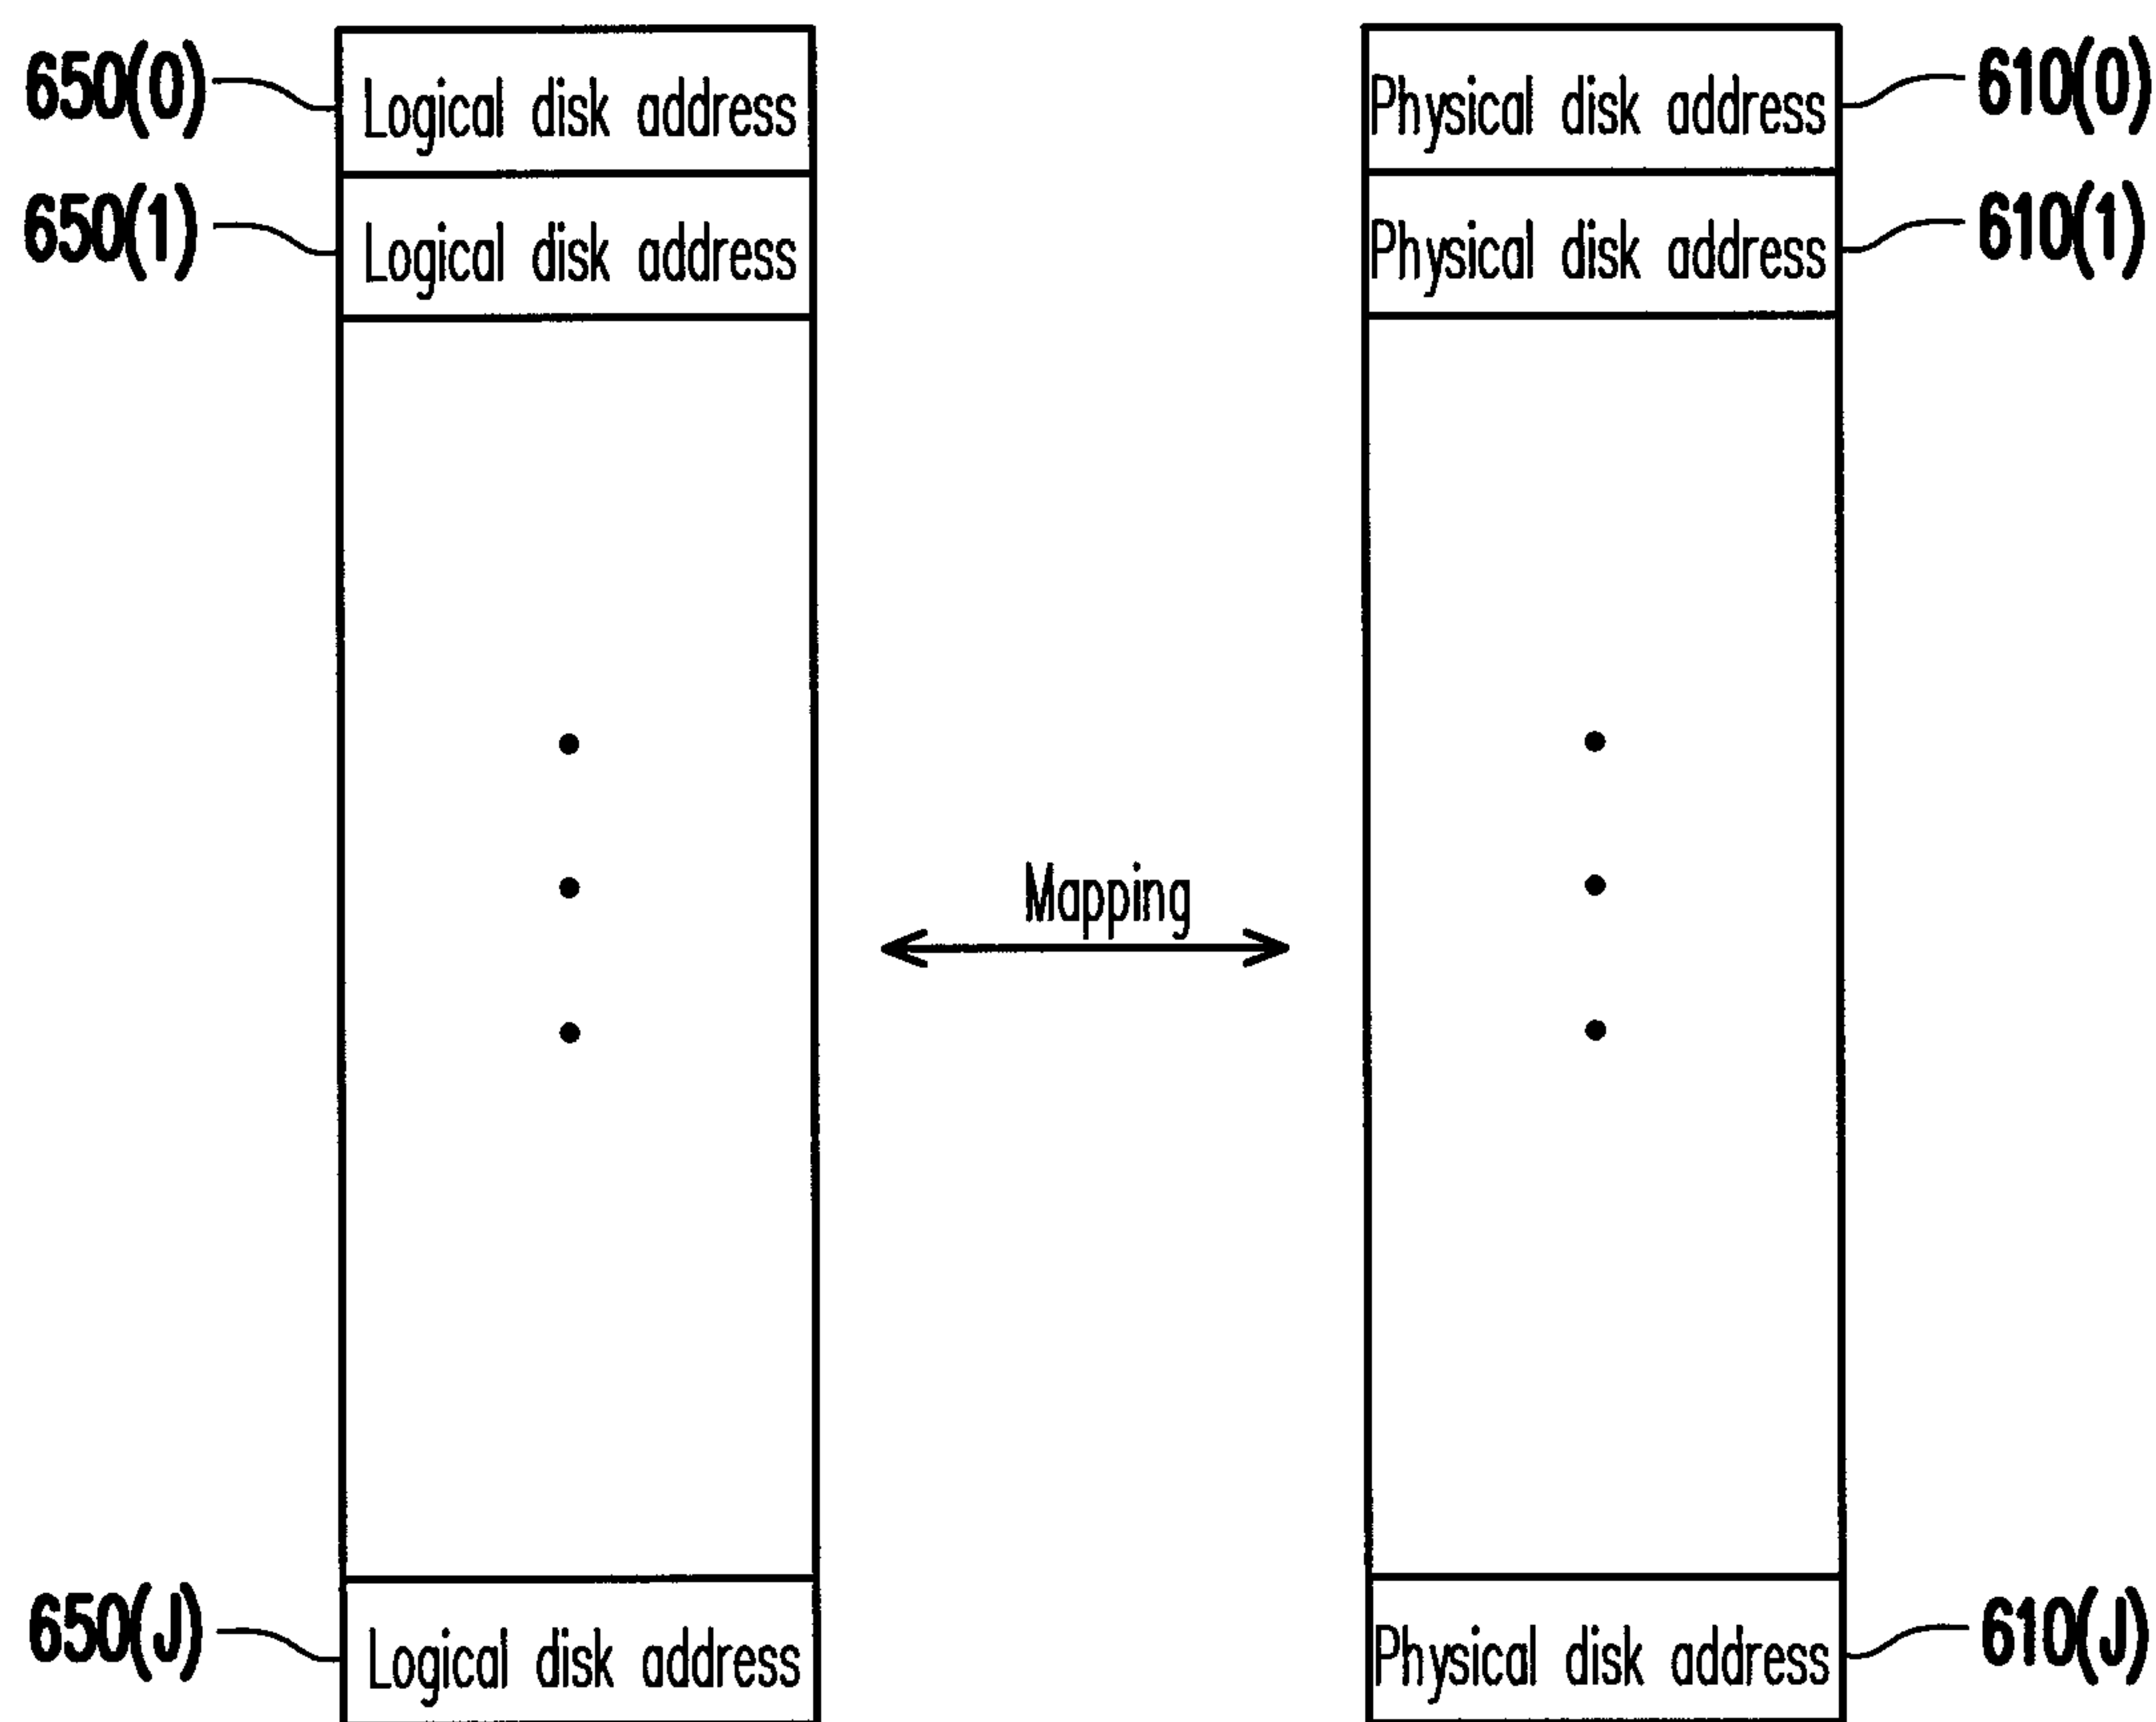 650(0) Logical disk address Physical disk address 610(0)
650(1) Logical disk address Physical disk address 610(1)
Mapping
650(J) Logical disk address Physical disk address 610(J)